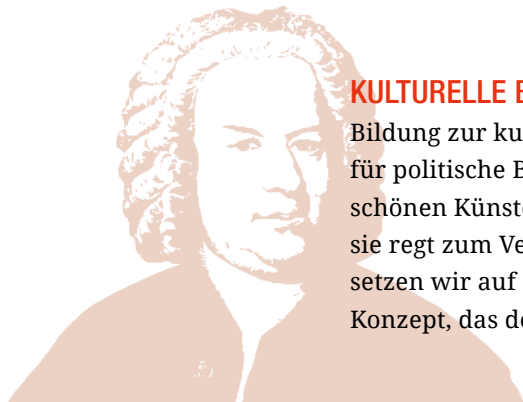 KULTURELLE
Bildung zur
für politische
schönen
sie regt zum
setzen wir auf
Konzept, das